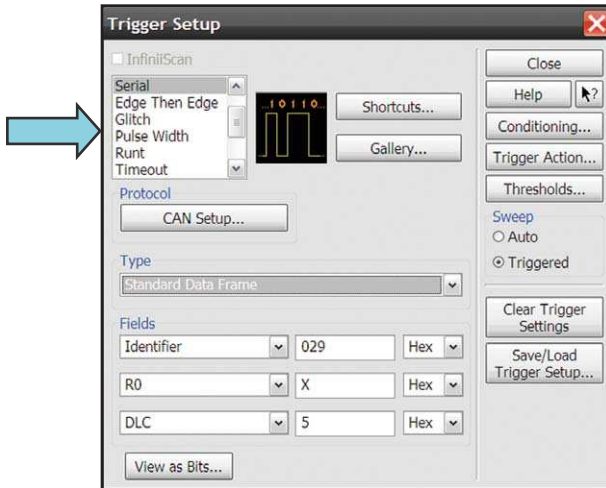 Trigger Setup
InfiniiScan
Serial
Edge Then Edge
Glitch
Pulse Width
Runt
Timeout
...10110...
Shortcuts...
Gallery...
Protocol
CAN Setup...
Type
Standard Data Frame
Fields
Identifier 029 Hex
R0 X
DLC 5 Hex
View as Bits...
Close
Help ?
Conditioning...
Trigger Action...
Thresholds...
Sweep
Auto
Triggered
Clear Trigger
Settings
Save/Load
Trigger Setup...